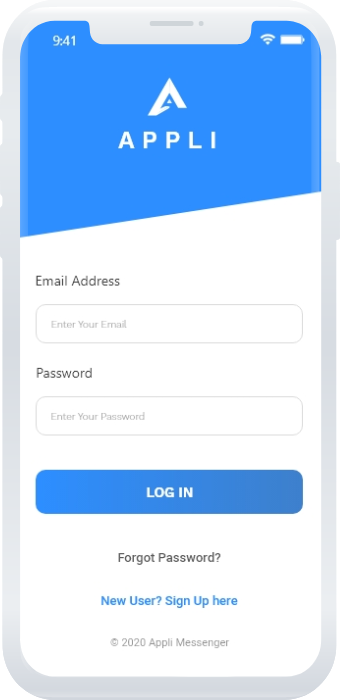 9:41
APPLI
Email Address
Enter Your Email
Password
Enter Your Password
LOG IN
Forgot Password?
New User? Sign Up here
© 2020 Appli Messenger